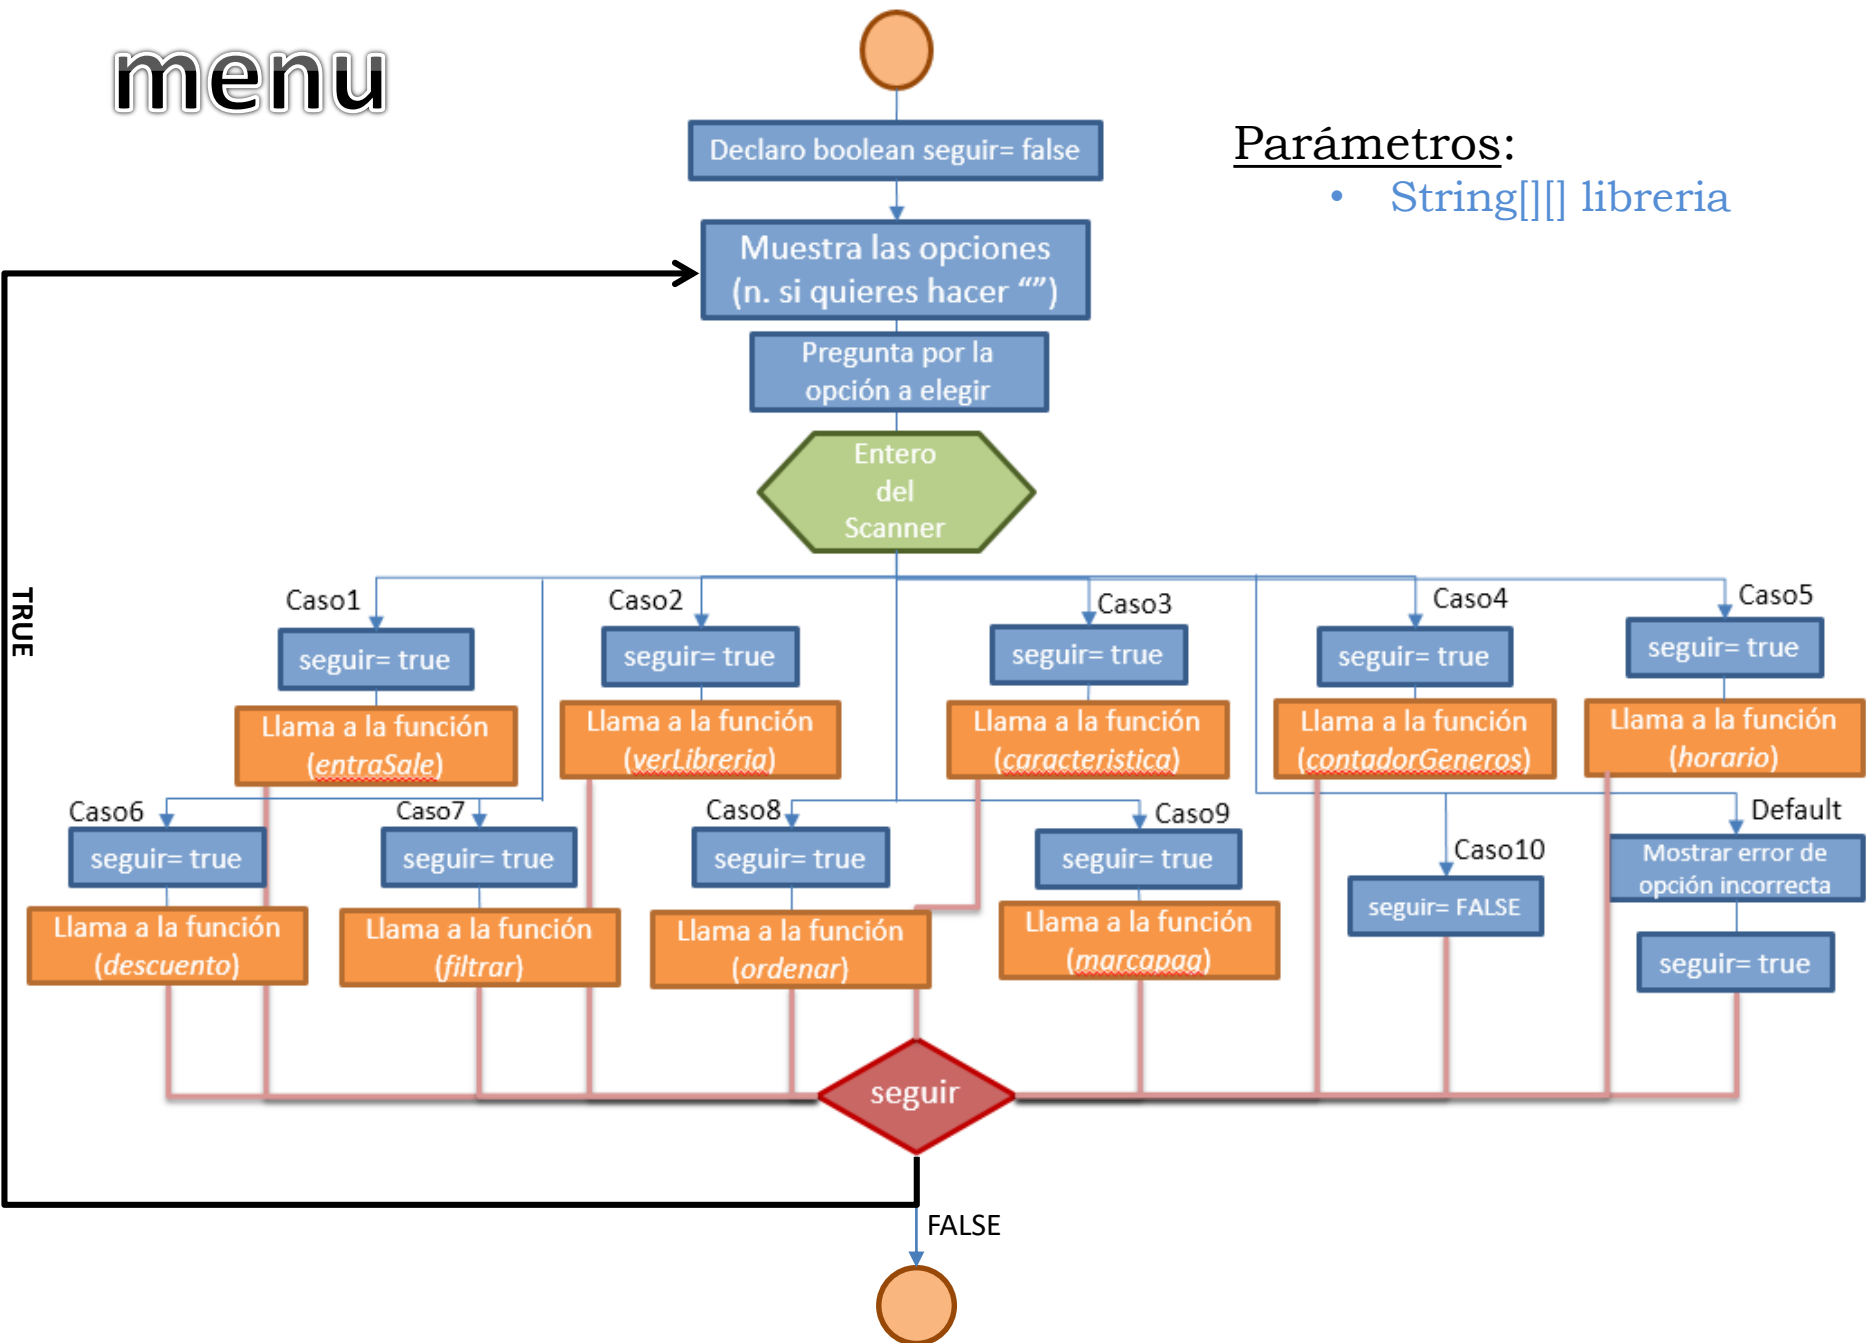 menu
Declaro boolean seguir= false
Parámetros:
• String[][] libreria
Muestra las opciones
(n. si quieres hacer “”)
Pregunta por la
opción a elegir
Entero
del
Scanner
TRUE
Caso1
seguir= true
Llama a la función
(entraSale)
Caso2
seguir= true
Llama a la función
(verLibreria)
Caso3
seguir= true
Llama a la función
(caracteristica)
Caso4
seguir= true
Llama a la función
(contadorGeneros)
Caso5
seguir= true
Llama a la función
(horario)
Caso6
seguir= true
Llama a la función
(descuento)
Caso7
seguir= true
Llama a la función
(filtrar)
Caso8
seguir= true
Llama a la función
(ordenar)
Caso9
seguir= true
Llama a la función
(marcapag)
Caso10
seguir= FALSE
Default
Mostrar error de
opción incorrecta
seguir= true
seguir
FALSE